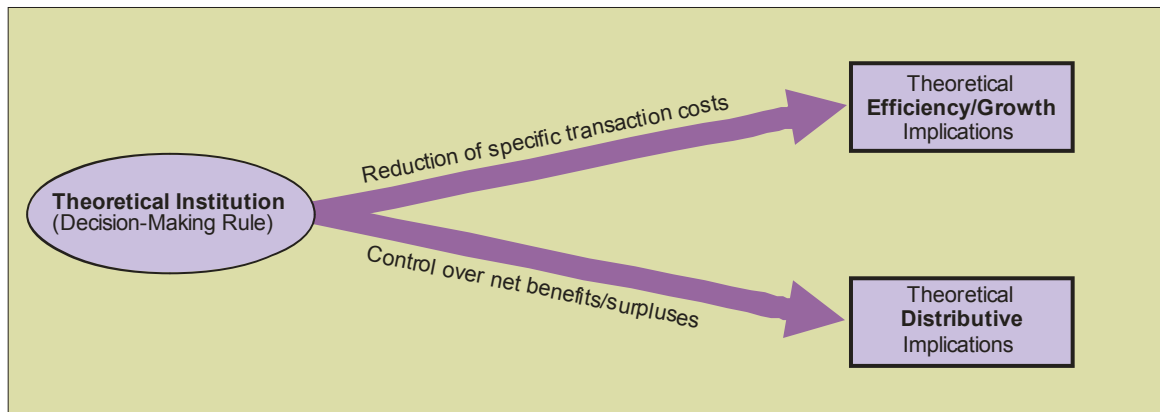 Theoretical Institution
(Decision-Making Rule)
Reduction of specific transaction costs
Control over net benefits/surpluses
Theoretical
Efficiency/Growth
Implications
Theoretical
Distributive
Implications